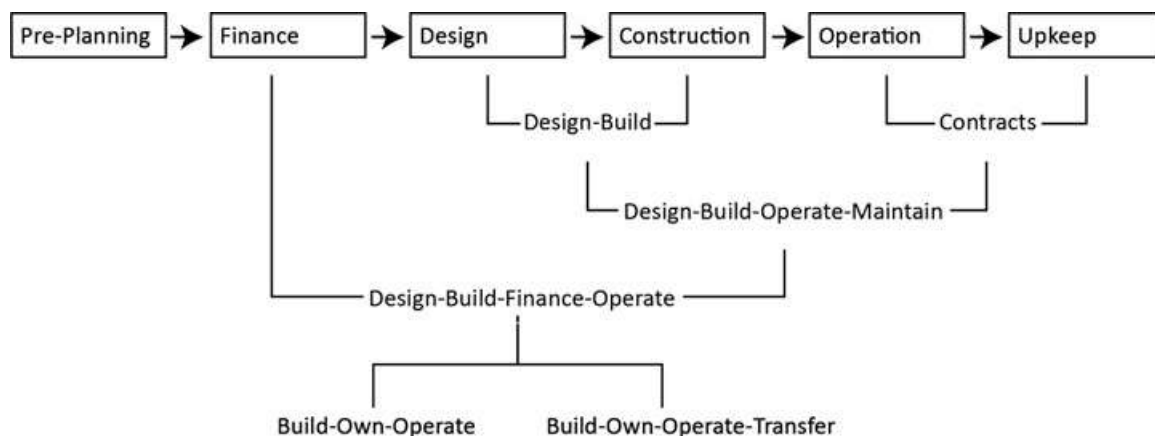 Pre-Planning
Finance
Design
Construction
Operation
Upkeep
Design-Build
Contracts
Design-Build-Operate-Maintain
Design-Build-Finance-Operate
Build-Own-Operate
Build-Own-Operate-Transfer